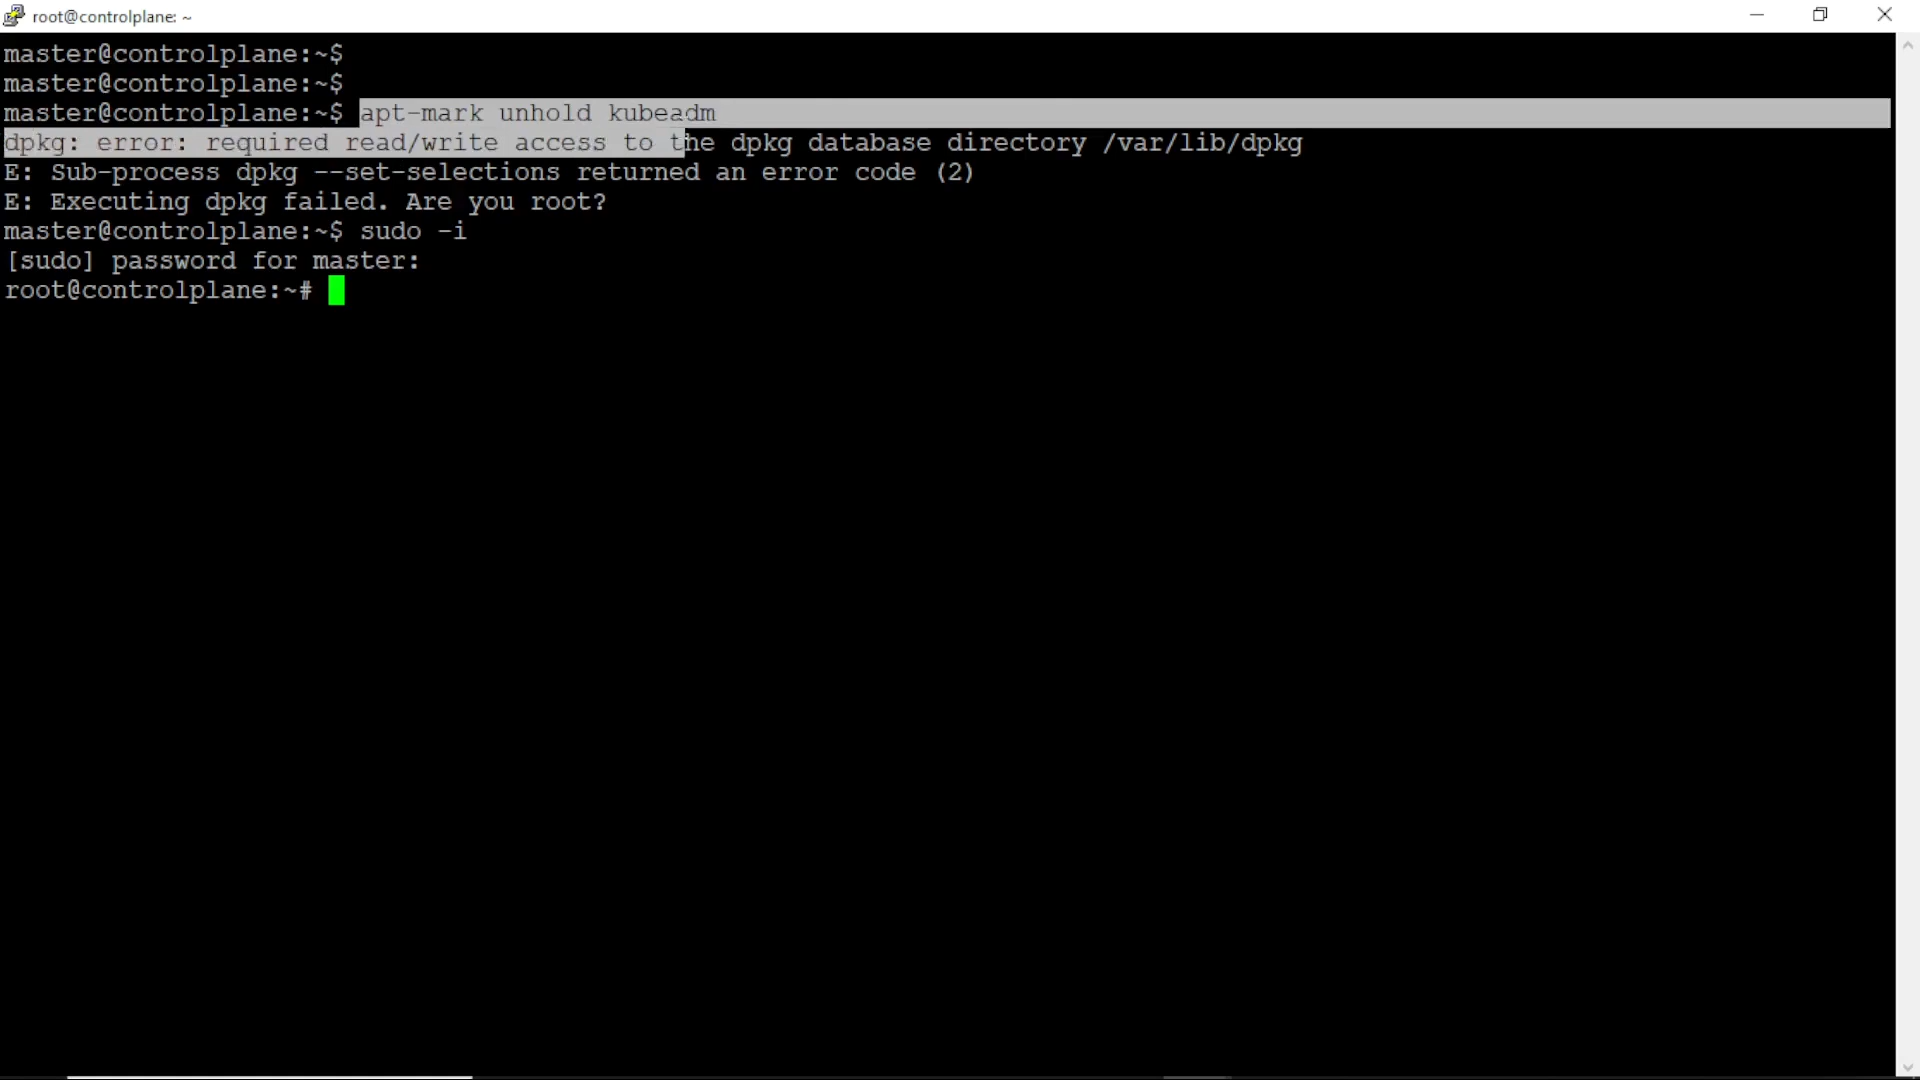 root@controlplane: ~
master@controlplane:~$
master@controlplane:~$
master@controlplane:~$ apt-mark unhold kubeadm
dpkg: error: required read/write access to the dpkg database directory /var/lib/dpkg
E: Sub-process dpkg --set-selections returned an error code (2)
E: Executing dpkg failed. Are you root?
master@controlplane:~$ sudo -i
[sudo] password for master:
root@controlplane:~#